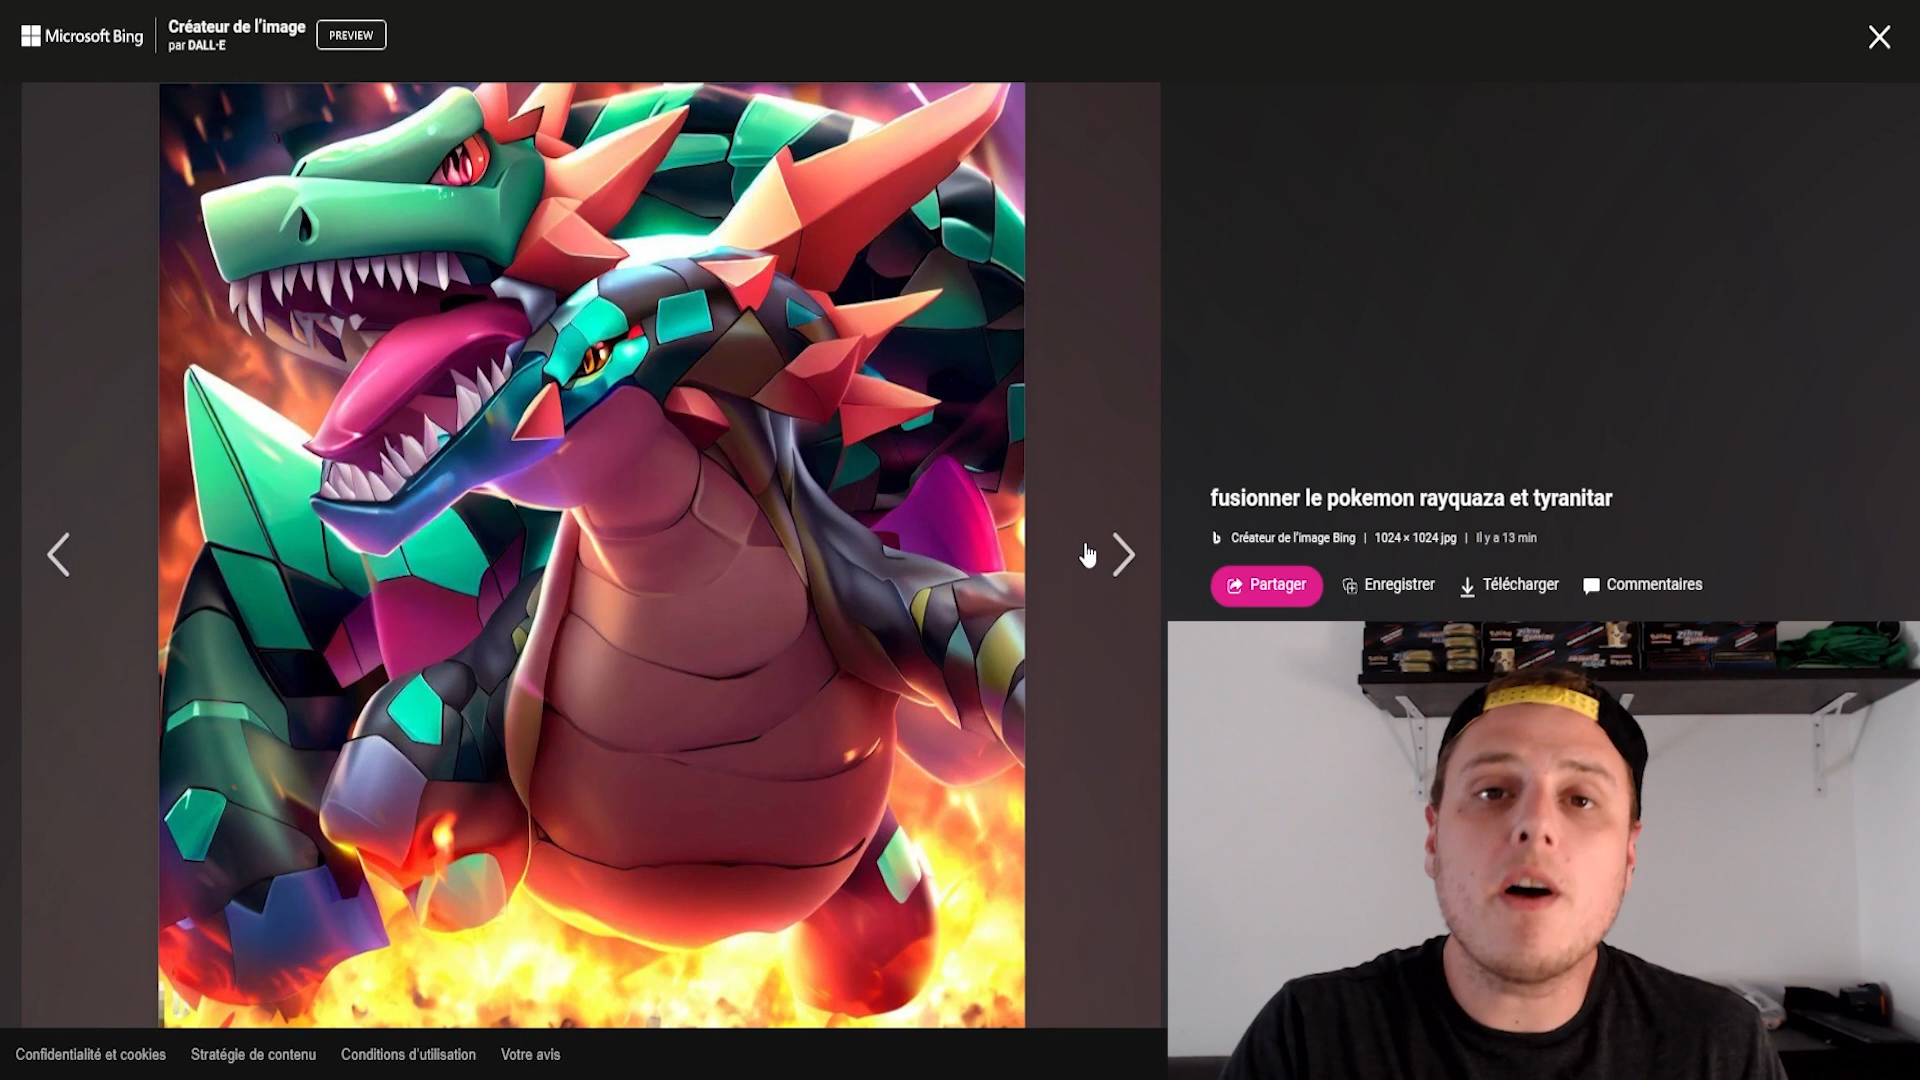 Microsoft Bing
Créateur de l'image
par DALL·E
PREVIEW
fusionner le pokemon rayquaza et tyranitar
Créateur de l'image Bing | 1024 × 1024 jpg | Il y a 13 min
Partager
Enregistrer
Télécharger
Commentaires
Confidentialité et cookies
Stratégie de contenu
Conditions d'utilisation
Votre avis